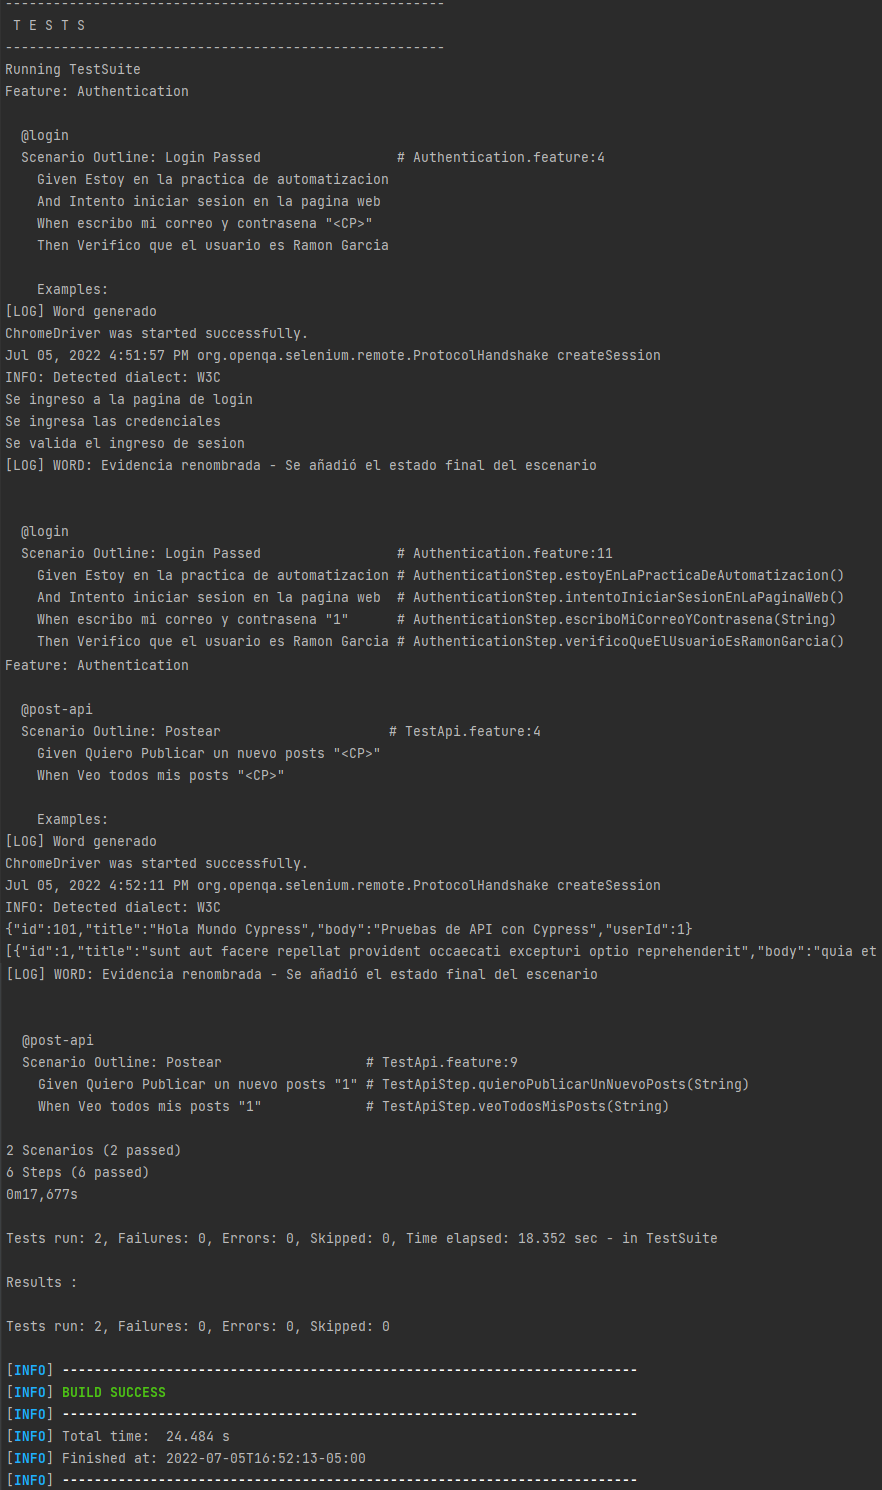 -------------------------------------------------------
 T E S T S
-------------------------------------------------------
Running TestSuite
Feature: Authentication

  @login
  Scenario Outline: Login Passed                 # Authentication.feature:4
    Given Estoy en la practica de automatizacion
    And Intento iniciar sesion en la pagina web
    When escribo mi correo y contrasena "<CP>"
    Then Verifico que el usuario es Ramon Garcia

    Examples:
[LOG] Word generado
ChromeDriver was started successfully.
Jul 05, 2022 4:51:57 PM org.openqa.selenium.remote.ProtocolHandshake createSession
INFO: Detected dialect: W3C
Se ingreso a la pagina de login
Se ingresa las credenciales
Se valida el ingreso de sesion
[LOG] WORD: Evidencia renombrada - Se añadió el estado final del escenario


  @login
  Scenario Outline: Login Passed                 # Authentication.feature:11
    Given Estoy en la practica de automatizacion # AuthenticationStep.estoyEnLaPracticaDeAutomatizacion()
    And Intento iniciar sesion en la pagina web  # AuthenticationStep.intentoIniciarSesionEnLaPaginaWeb()
    When escribo mi correo y contrasena "1"      # AuthenticationStep.escriboMiCorreoYContrasena(String)
    Then Verifico que el usuario es Ramon Garcia # AuthenticationStep.verificoQueElUsuarioEsRamonGarcia()
Feature: Authentication

  @post-api
  Scenario Outline: Postear                     # TestApi.feature:4
    Given Quiero Publicar un nuevo posts "<CP>"
    When Veo todos mis posts "<CP>"

    Examples:
[LOG] Word generado
ChromeDriver was started successfully.
Jul 05, 2022 4:52:11 PM org.openqa.selenium.remote.ProtocolHandshake createSession
INFO: Detected dialect: W3C
{"id":101,"title":"Hola Mundo Cypress","body":"Pruebas de API con Cypress","userId":1}
[{"id":1,"title":"sunt aut facere repellat provident occaecati excepturi optio reprehenderit","body":"quia et
[LOG] WORD: Evidencia renombrada - Se añadió el estado final del escenario


  @post-api
  Scenario Outline: Postear                  # TestApi.feature:9
    Given Quiero Publicar un nuevo posts "1" # TestApiStep.quieroPublicarUnNuevoPosts(String)
    When Veo todos mis posts "1"             # TestApiStep.veoTodosMisPosts(String)

2 Scenarios (2 passed)
6 Steps (6 passed)
0m17,677s

Tests run: 2, Failures: 0, Errors: 0, Skipped: 0, Time elapsed: 18.352 sec - in TestSuite

Results :

Tests run: 2, Failures: 0, Errors: 0, Skipped: 0

[INFO] ------------------------------------------------------------------------
[INFO] BUILD SUCCESS
[INFO] ------------------------------------------------------------------------
[INFO] Total time:  24.484 s
[INFO] Finished at: 2022-07-05T16:52:13-05:00
[INFO] ------------------------------------------------------------------------